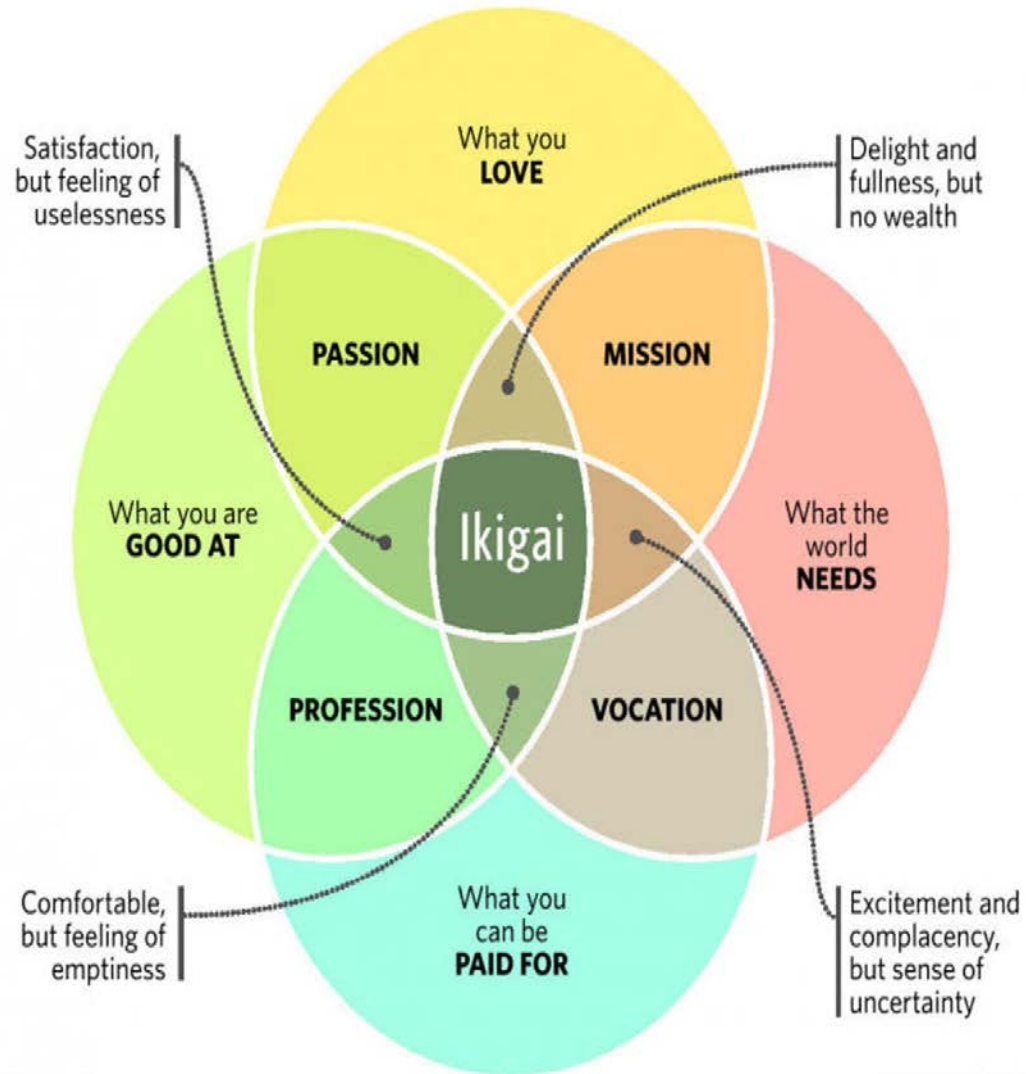 What you
LOVE
Satisfaction,
but feeling of
uselessness
Delight and
fullness, but
no wealth
PASSION
MISSION
What you are
GOOD AT
Ikigai
What the
world
NEEDS
PROFESSION
VOCATION
Comfortable,
but feeling of
emptiness
What you
can be
PAID FOR
Excitement and
complacency,
but sense of
uncertainty